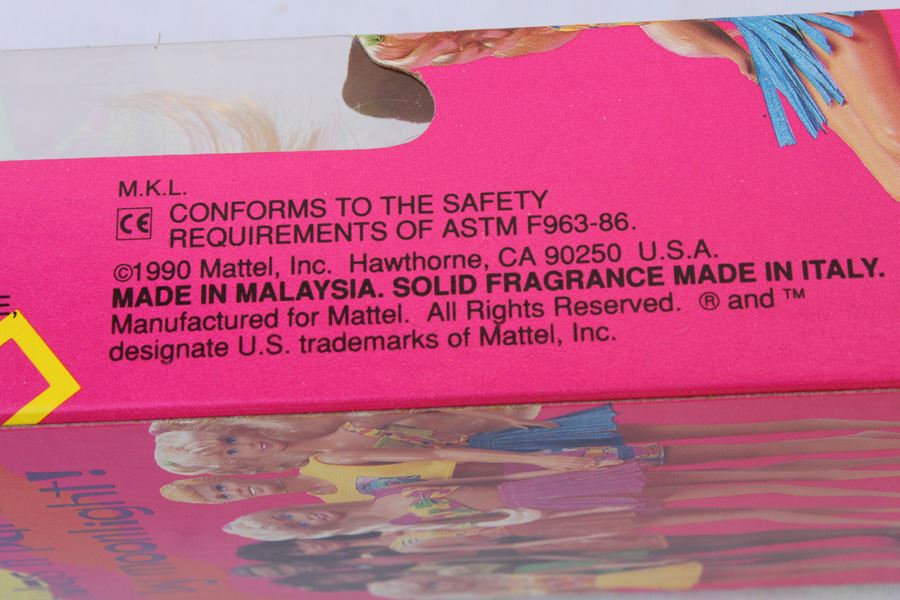 M.K.L.
CE CONFORMS TO THE SAFETY
REQUIREMENTS OF ASTM F963-86.
©1990 Mattel, Inc. Hawthorne, CA 90250 U.S.A.
MADE IN MALAYSIA. SOLID FRAGRANCE MADE IN ITALY.
Manufactured for Mattel. All Rights Reserved. ® and ™
designate U.S. trademarks of Mattel, Inc.